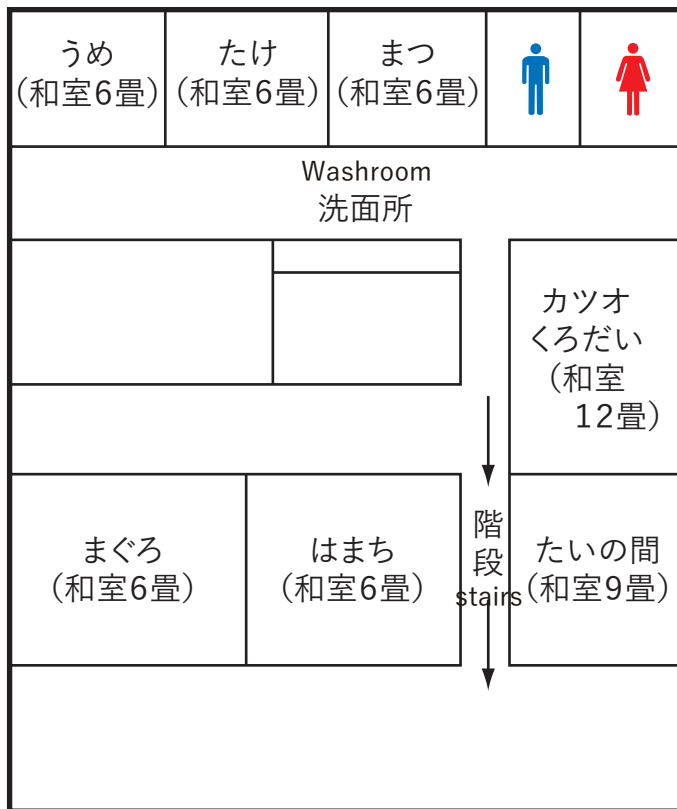 うめ
(和室6畳)
たけ
(和室6畳)
まつ
(和室6畳)
Washroom
洗面所
カツオ
くろだい
(和室
12畳)
まぐろ
(和室6畳)
はまち
(和室6畳)
階段
stairs
たいの間
(和室9畳)